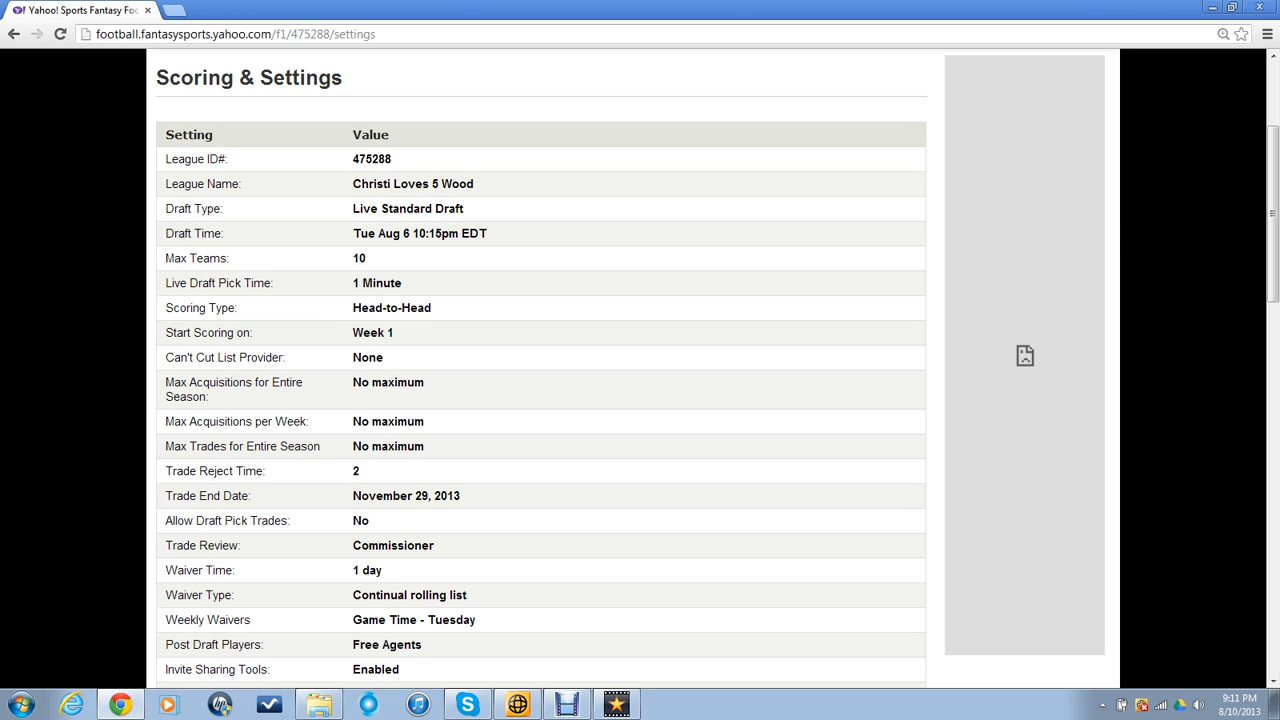 Yahoo! Sports Fantasy Foo
football.fantasysports.yahoo.com/f1/475288/settings
Scoring & Settings
Setting Value
League ID#: 475288
League Name: Christi Loves 5 Wood
Draft Type: Live Standard Draft
Draft Time: Tue Aug 6 10:15pm EDT
Max Teams: 10
Live Draft Pick Time: 1 Minute
Scoring Type: Head-to-Head
Start Scoring on: Week 1
Can't Cut List Provider: None
Max Acquisitions for Entire No maximum
Season:
Max Acquisitions per Week: No maximum
Max Trades for Entire Season No maximum
Trade Reject Time: 2
Trade End Date: November 29, 2013
Allow Draft Pick Trades: No
Trade Review: Commissioner
Waiver Time: 1 day
Waiver Type: Continual rolling list
Weekly Waivers Game Time - Tuesday
Post Draft Players: Free Agents
Invite Sharing Tools: Enabled
9:11 PM
8/10/2013